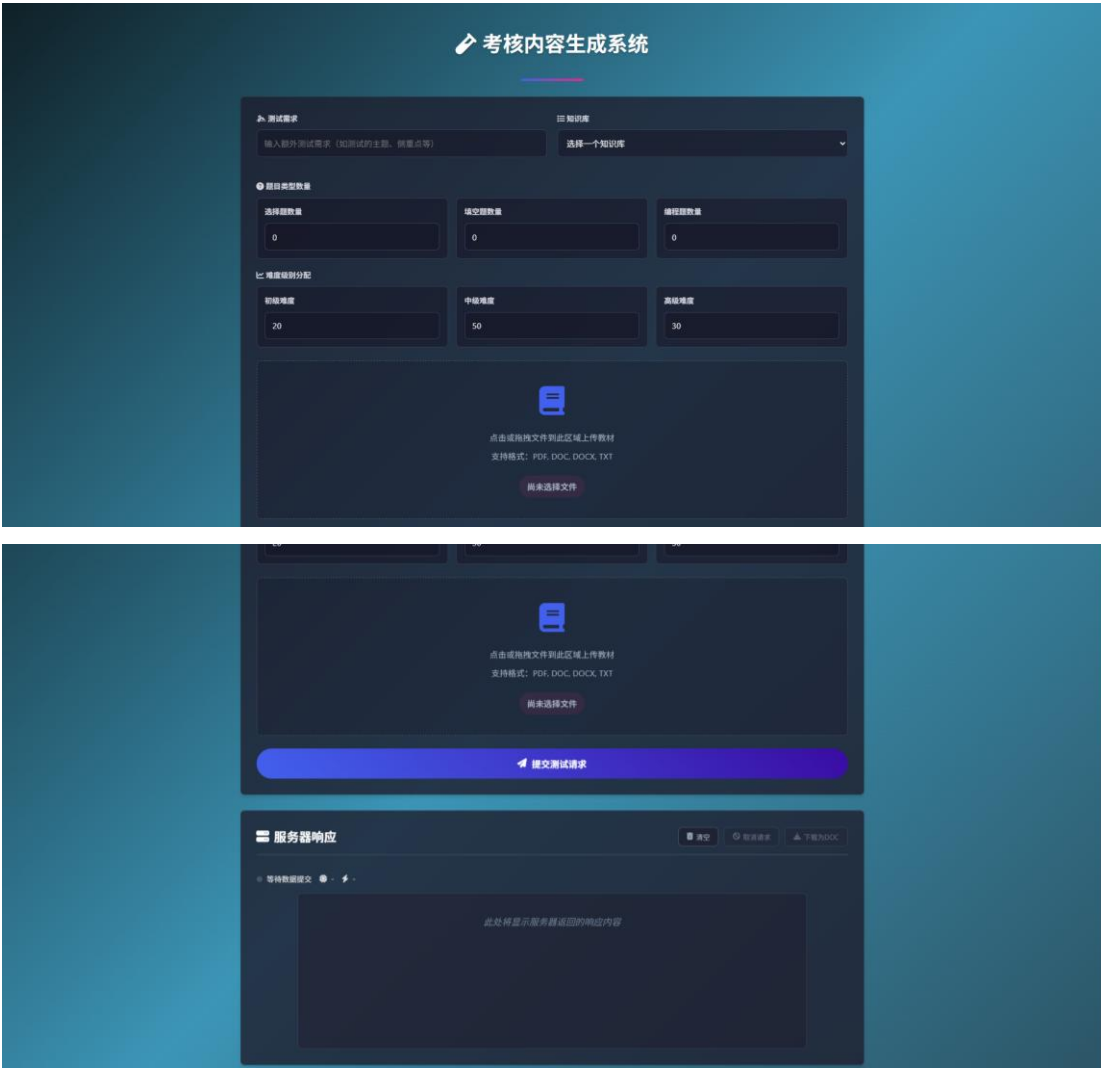 考核内容生成系统
测试需求
知识库
输入额外测试需求（如测试的主题、侧重点等）
选择一个知识库
题目类型数量
选择题数量
填空题数量
编程题数量
0
0
0
难度级别分配
初级难度
中级难度
高级难度
20
50
30
点击或拖拽文件到此区域上传教材
支持格式：PDF, DOC, DOCX, TXT
尚未选择文件
点击或拖拽文件到此区域上传教材
支持格式：PDF, DOC, DOCX, TXT
尚未选择文件
提交测试请求
服务器响应
清空
取消请求
下载为DOC
等待数据提交 - -
此处将显示服务器返回的响应内容